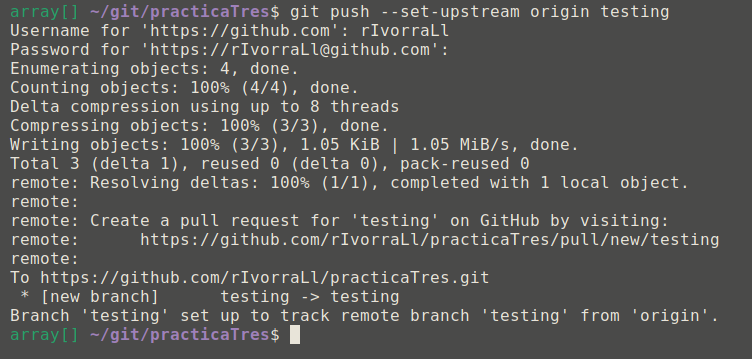 array[] ~/git/practicaTres$ git push --set-upstream origin testing
Username for 'https://github.com': rIvorraLl
Password for 'https://rIvorraLl@github.com':
Enumerating objects: 4, done.
Counting objects: 100% (4/4), done.
Delta compression using up to 8 threads
Compressing objects: 100% (3/3), done.
Writing objects: 100% (3/3), 1.05 KiB | 1.05 MiB/s, done.
Total 3 (delta 1), reused 0 (delta 0), pack-reused 0
remote: Resolving deltas: 100% (1/1), completed with 1 local object.
remote:
remote: Create a pull request for 'testing' on GitHub by visiting:
remote:      https://github.com/rIvorraLl/practicaTres/pull/new/testing
remote:
To https://github.com/rIvorraLl/practicaTres.git
 * [new branch]      testing -> testing
Branch 'testing' set up to track remote branch 'testing' from 'origin'.
array[] ~/git/practicaTres$